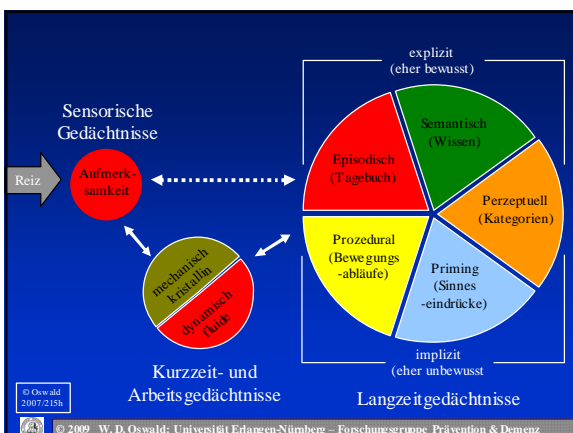 explizit
(eher bewusst)
Sensorische
Gedächtnisse
Reiz
Aufmerk-
samkeit
Episodisch
(Tagebuch)
Semantisch
(Wissen)
Perzeptuell
(Kategorien)
Prozedural
(Bewegungs
-abläufe)
Priming
(Sinnes
-eindrücke)
mechanisch
kristallin
dynamisch
fluide
Kurzzeit- und
Arbeitsgedächtnisse
implizit
(eher unbewusst
Langzeitgedächtnisse
© Oswald
2007/215h
© 2009 W. D. Oswald: Universität Erlangen-Nürnberg – Forschungsgruppe Prävention & Demenz